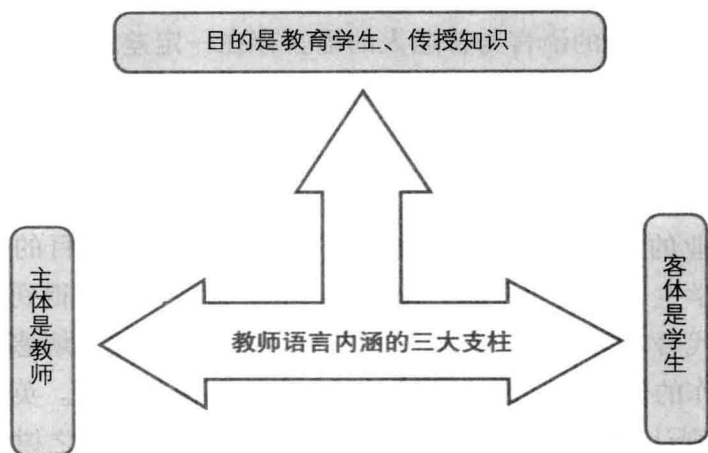 目的是教育学生、传授知识
主体是教师
教师语言内涵的三大支柱
客体是学生